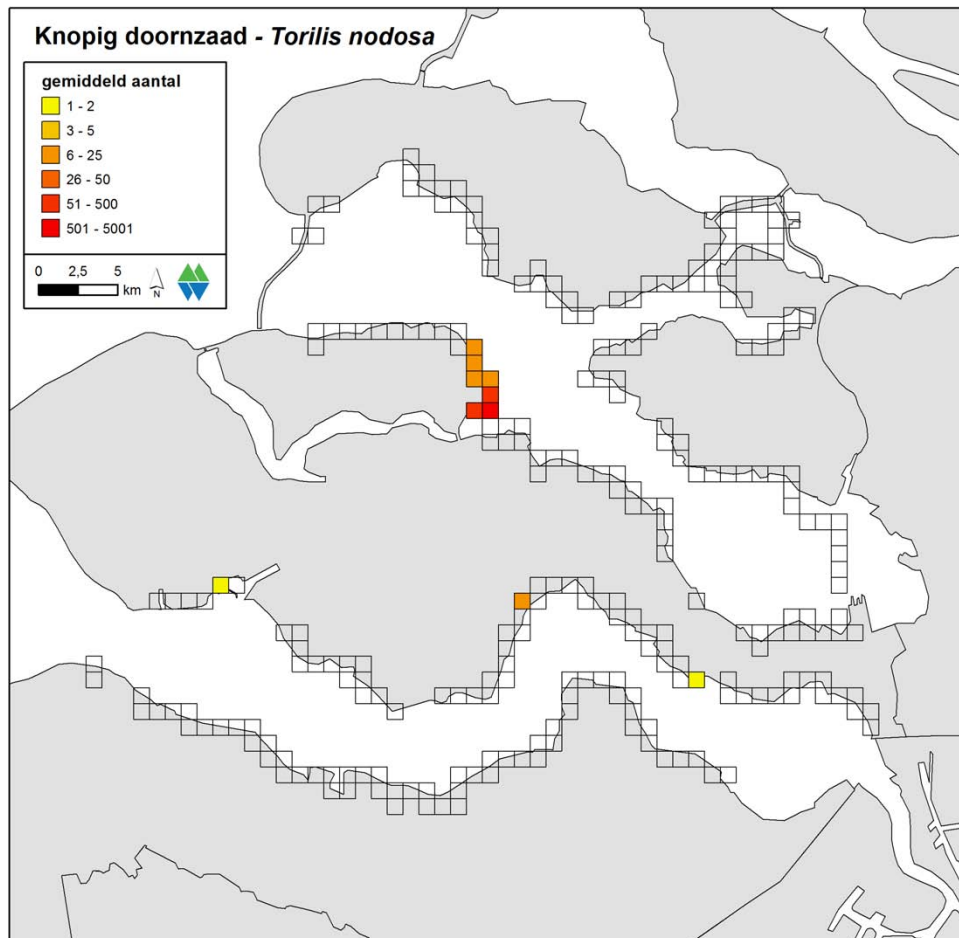 Knopig doornzaad - Torilis nodosa
gemiddeld aantal
1 - 2
3 - 5
6 - 25
26 - 50
51 - 500
501 - 5001
0 2,5 5
km
N